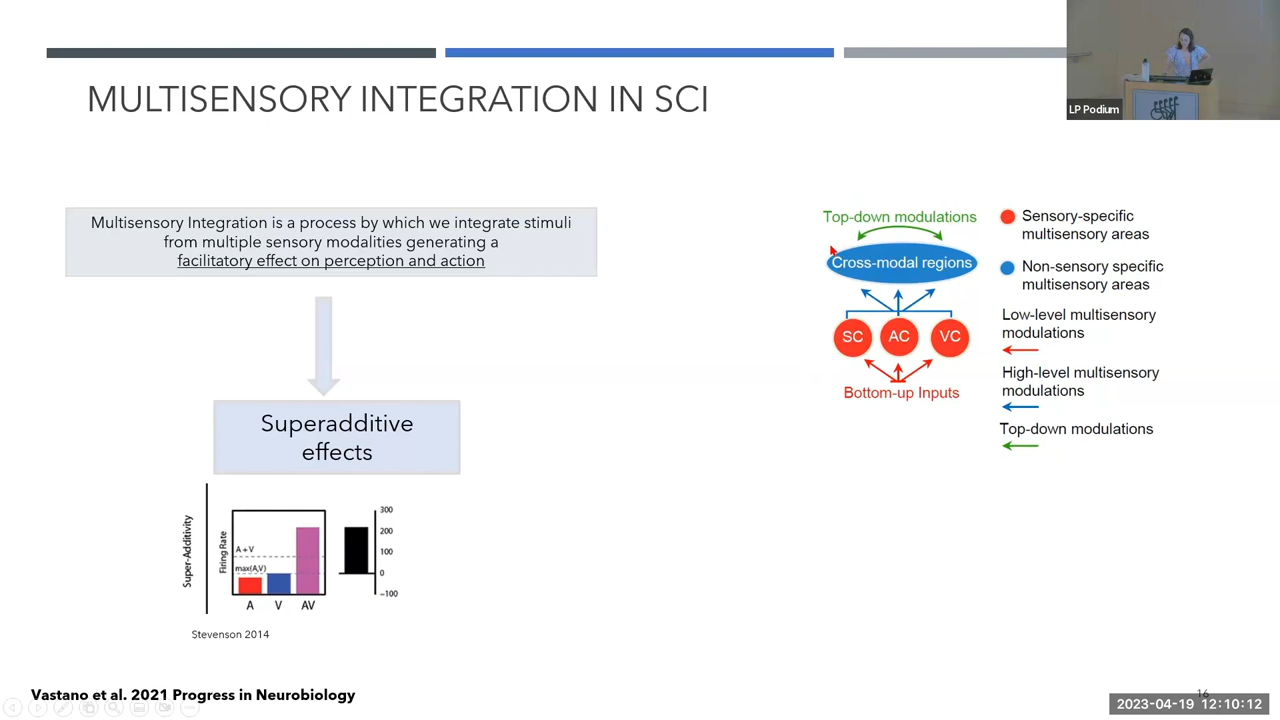 MULTISENSORY INTEGRATION IN SCI
LP Podium
Multisensory Integration is a process by which we integrate stimuli
from multiple sensory modalities generating a
facilitatory effect on perception and action
Superadditive
effects
Super-Additivity
Firing Rate
A + V
max(A,V)
A
V
AV
300
200
100
0
−100
Stevenson 2014
Top-down modulations
Cross-modal regions
SC
AC
VC
Bottom-up Inputs
Sensory-specific
multisensory areas
Non-sensory specific
multisensory areas
Low-level multisensory
modulations
High-level multisensory
modulations
Top-down modulations
Vastano et al. 2021 Progress in Neurobiology
16
2023-04-19 12:10:12